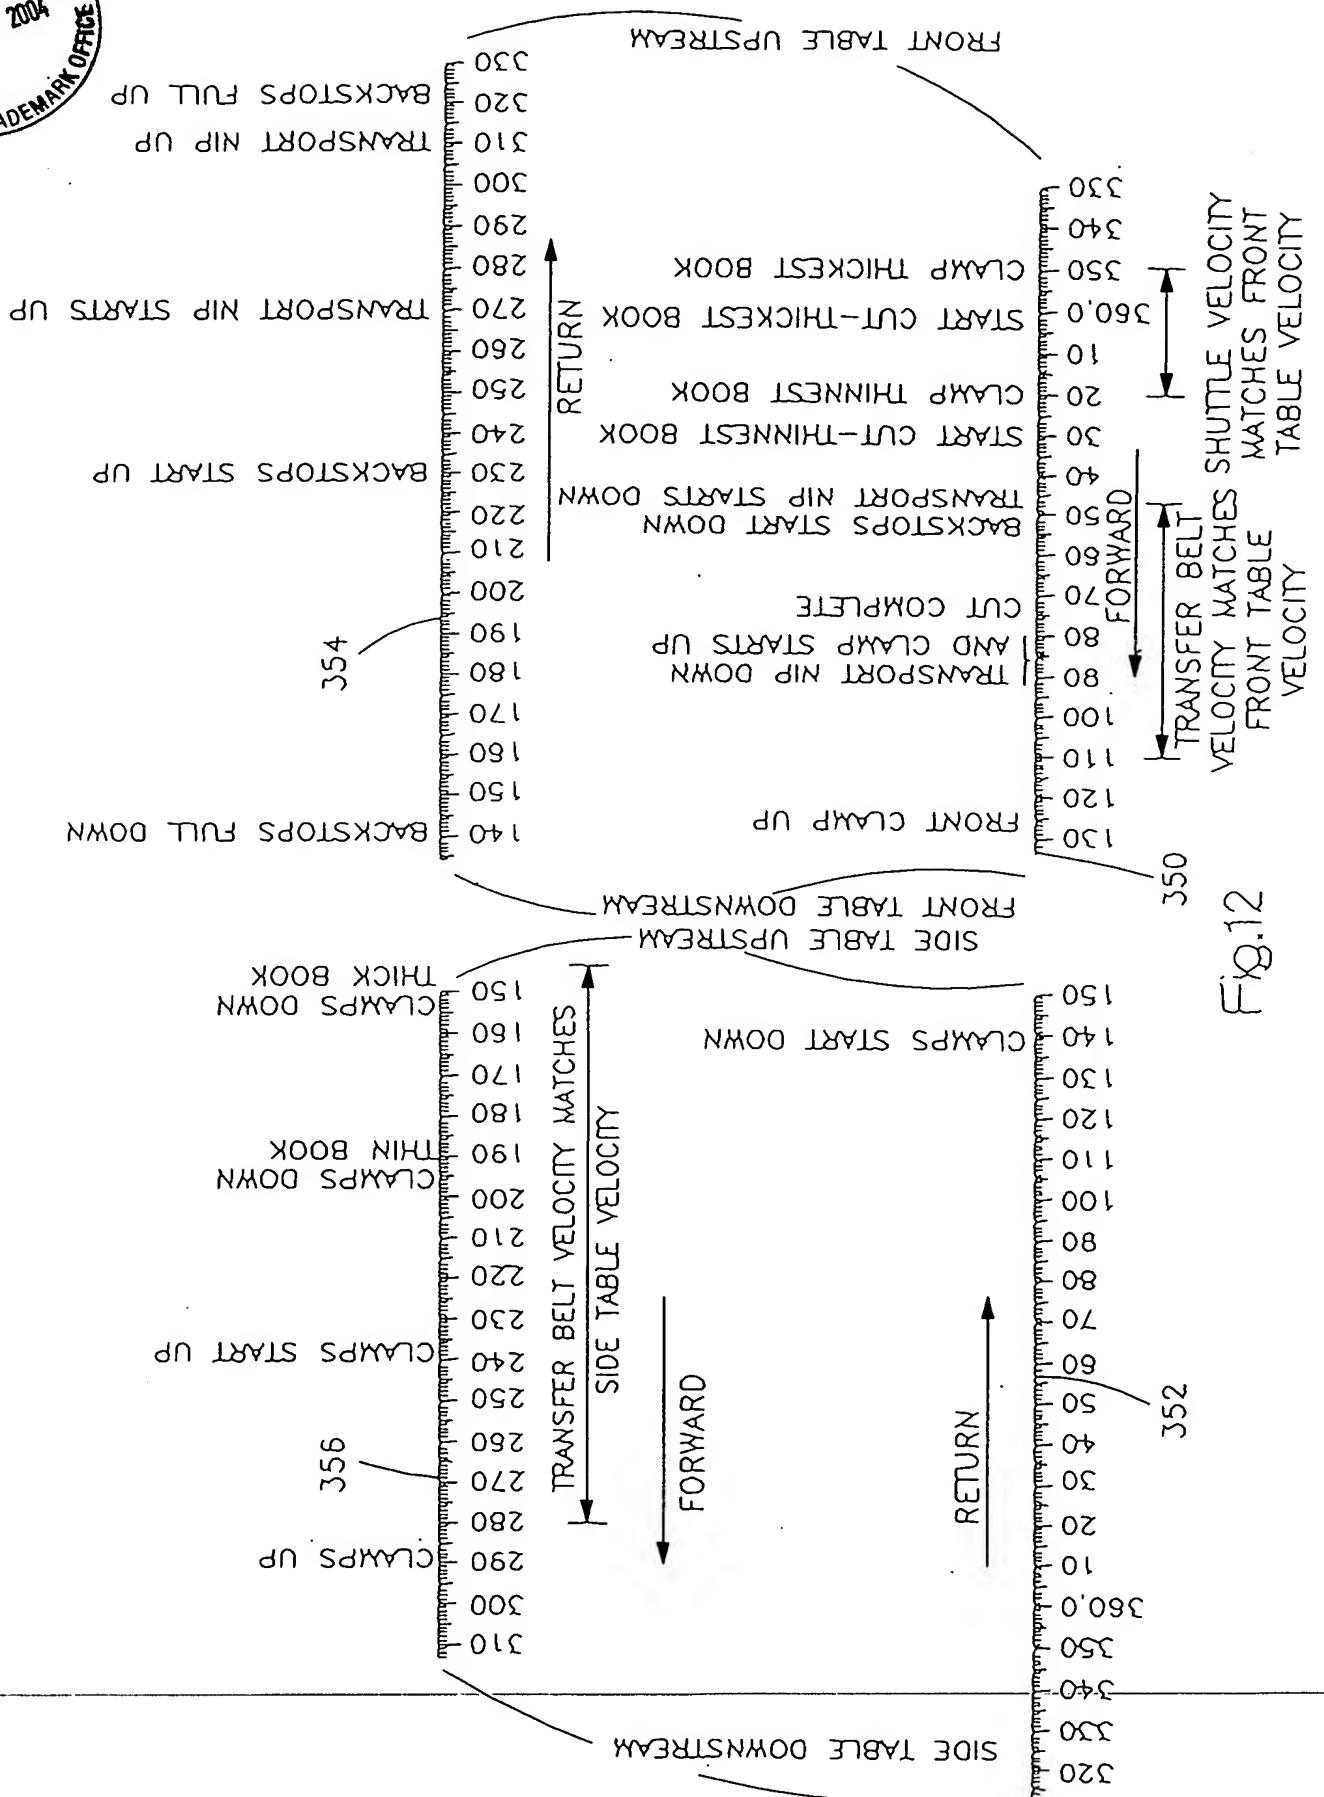 2004
ADEMARK OFFICE
FRONT TABLE UPSTREAM
330
320
310
300
290
280
270
260
250
240
230
220
210
200
190
180
170
160
150
140
BACKSTOPS FULL UP
TRANSPORT NIP UP
TRANSPORT NIP STARTS UP
BACKSTOPS START UP
BACKSTOPS FULL DOWN
RETURN
354
330
340
350
360.0
10
20
30
40
50
60
70
80
90
100
110
120
130
CLAMP THICKEST BOOK
START CUT-THICKEST BOOK
CLAMP THINNEST BOOK
START CUT-THINNEST BOOK
TRANSPORT NIP STARTS DOWN
BACKSTOPS START DOWN
CUT COMPLETE
TRANSPORT NIP DOWN
AND CLAMP STARTS UP
FRONT CLAMP UP
FORWARD
SHUTTLE VELOCITY
MATCHES FRONT
TABLE VELOCITY
TRANSFER BELT
VELOCITY MATCHES
FRONT TABLE
VELOCITY
350
FRONT TABLE DOWNSTREAM
SIDE TABLE UPSTREAM
Fig.12
150
160
170
180
190
200
210
220
230
240
250
260
270
280
290
300
310
CLAMPS DOWN
THICK BOOK
CLAMPS DOWN
THIN BOOK
CLAMPS START UP
CLAMPS UP
TRANSFER BELT VELOCITY MATCHES
SIDE TABLE VELOCITY
FORWARD
356
150
140
130
120
110
100
90
80
70
60
50
40
30
20
10
360.0
350
340
330
320
CLAMPS START DOWN
RETURN
352
SIDE TABLE DOWNSTREAM